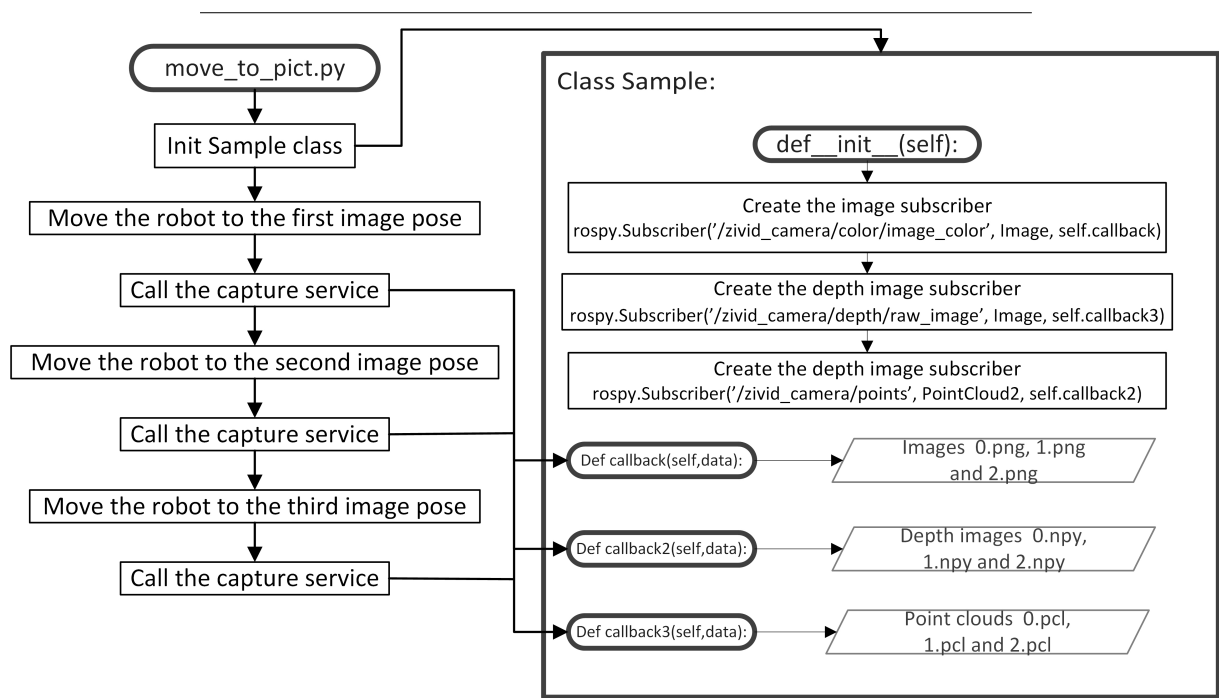 move_to_pict.py
Init Sample class
Move the robot to the first image pose
Call the capture service
Move the robot to the second image pose
Call the capture service
Move the robot to the third image pose
Call the capture service
Class Sample:
def__init__(self):
Create the image subscriber
rospy.Subscriber('/zivid_camera/color/image_color', Image, self.callback)
Create the depth image subscriber
rospy.Subscriber('/zivid_camera/depth/raw_image', Image, self.callback3)
Create the depth image subscriber
rospy.Subscriber('/zivid_camera/points', PointCloud2, self.callback2)
Def callback(self,data):
Images 0.png, 1.png
and 2.png
Def callback2(self,data):
Depth images 0.npy,
1.npy and 2.npy
Def callback3(self,data):
Point clouds 0.pcl,
1.pcl and 2.pcl